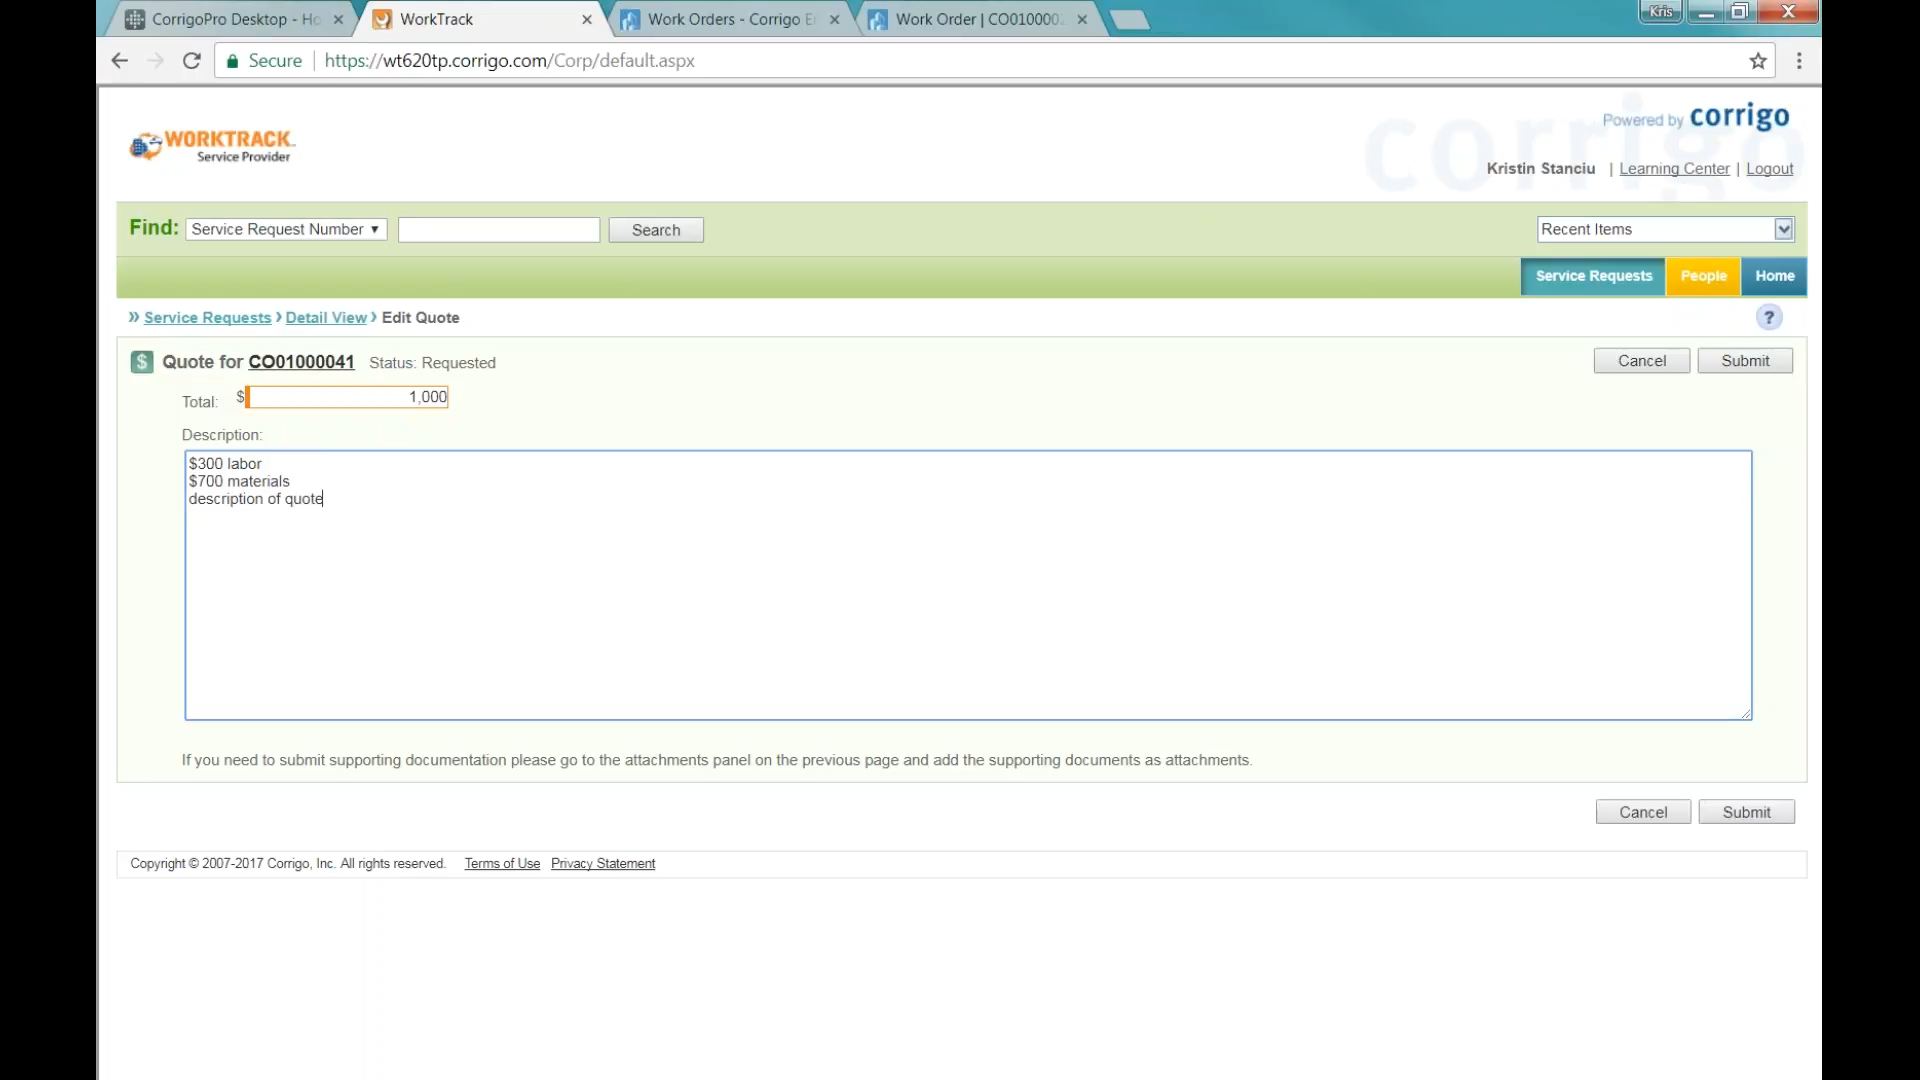 CorrigoPro Desktop - Ho
WorkTrack
Work Orders - Corrigo E
Work Order | CO010000
Kris
Secure
https://wt620tp.corrigo.com/Corp/default.aspx
WORKTRACK
Service Provider
Powered by corrigo
Kristin Stanciu | Learning Center | Logout
Find: Service Request Number Search Recent Items
Service Requests People Home
» Service Requests › Detail View › Edit Quote ?
$ Quote for CO01000041 Status: Requested Cancel Submit
Total: $ 1,000
Description:
$300 labor
$700 materials
description of quote
If you need to submit supporting documentation please go to the attachments panel on the previous page and add the supporting documents as attachments.
Cancel Submit
Copyright © 2007-2017 Corrigo, Inc. All rights reserved. Terms of Use Privacy Statement